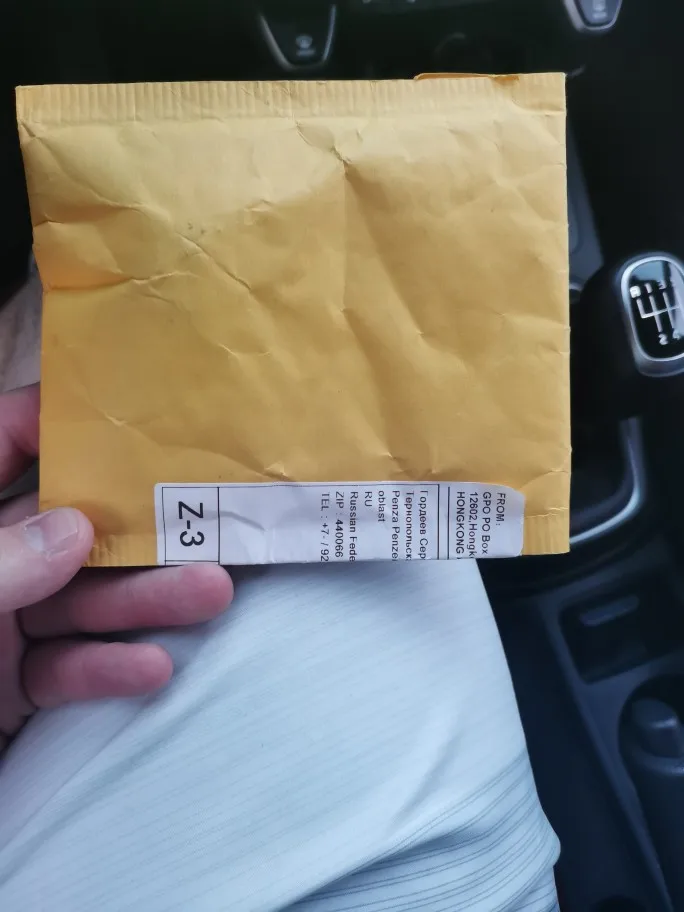 FROM:
GPO PO Box
12602,Hongk
HONGKONG
Гордеев Сер
Тернопольск
Penza Penze
oblast
RU
Russian Fede
ZIP : 440066
TEL : +7- / 92
Z-3